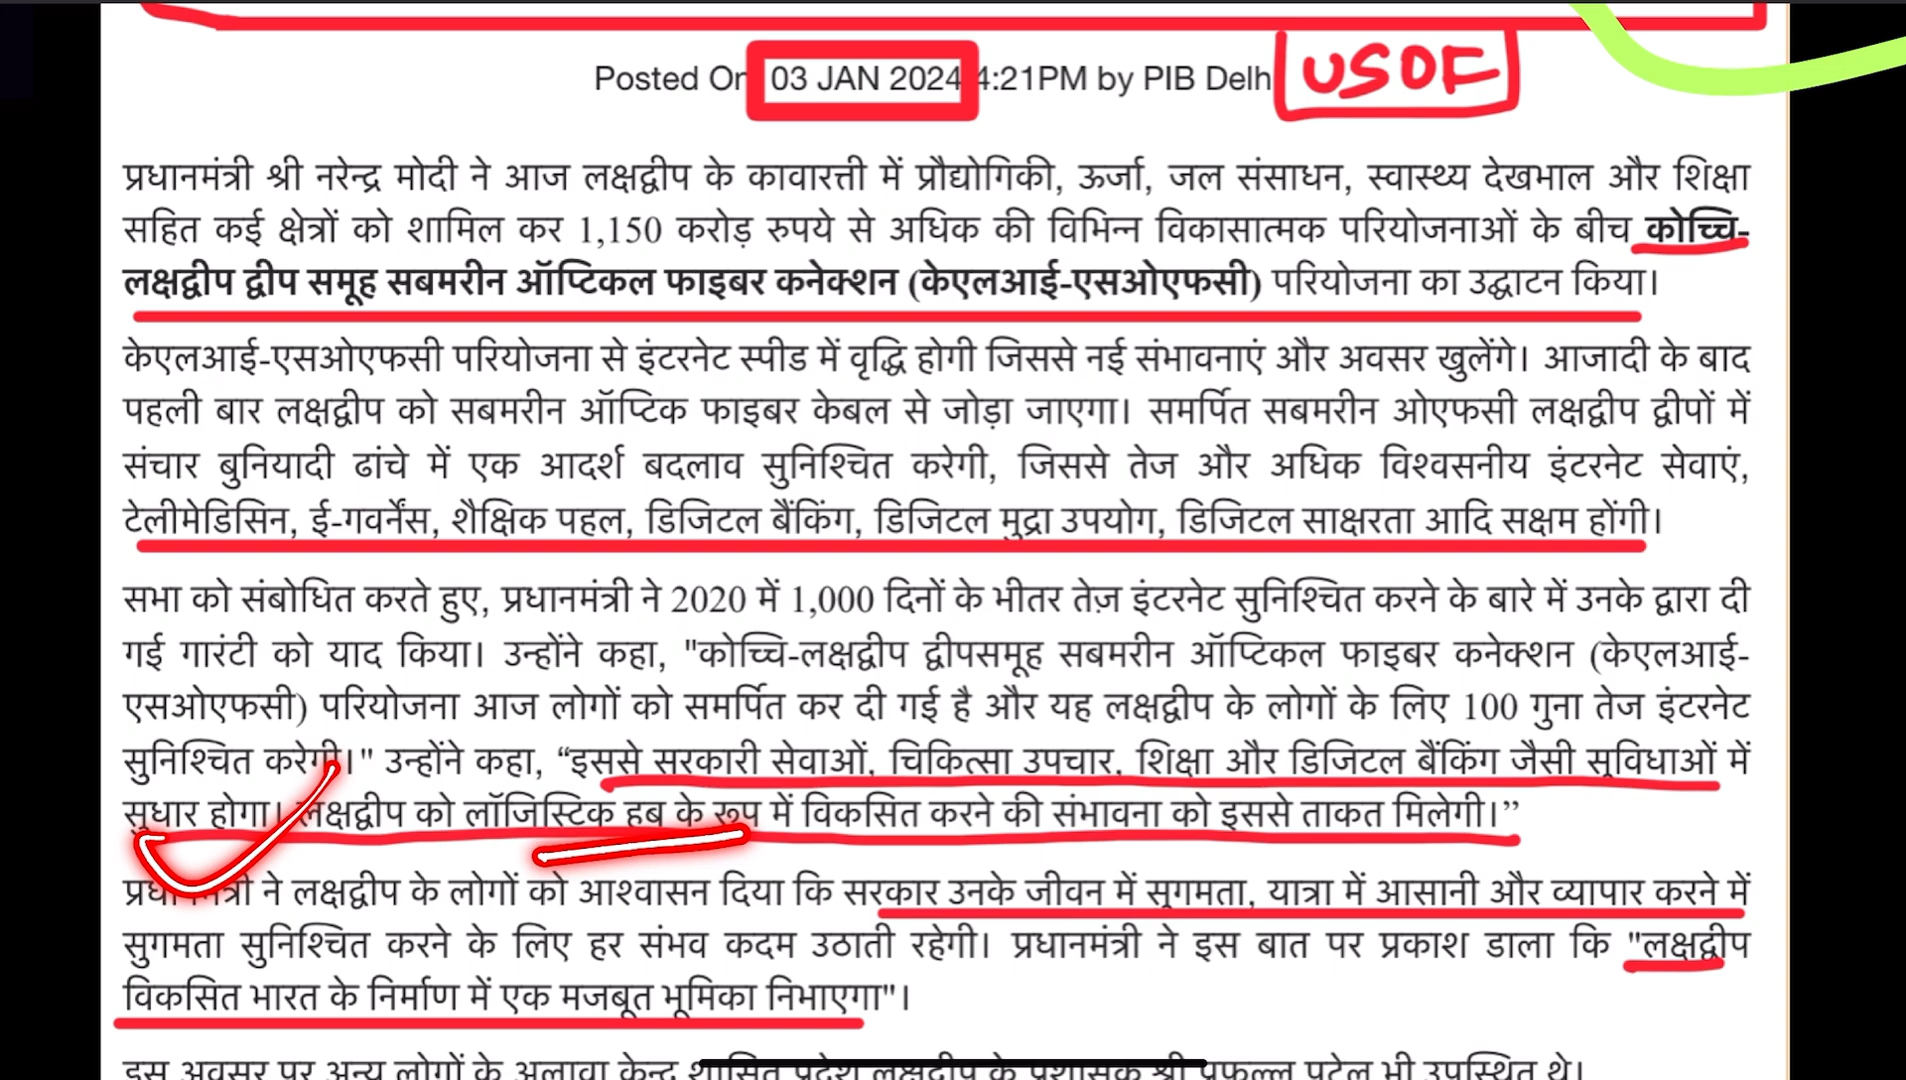 Posted On 03 JAN 2024 4:21PM by PIB Delh
USOF
प्रधानमंत्री श्री नरेन्द्र मोदी ने आज लक्षद्वीप के कावारत्ती में प्रौद्योगिकी, ऊर्जा, जल संसाधन, स्वास्थ्य देखभाल और शिक्षा
सहित कई क्षेत्रों को शामिल कर 1,150 करोड़ रुपये से अधिक की विभिन्न विकासात्मक परियोजनाओं के बीच कोच्चि-
लक्षद्वीप द्वीप समूह सबमरीन ऑप्टिकल फाइबर कनेक्शन (केएलआई-एसओएफसी) परियोजना का उद्घाटन किया।
केएलआई-एसओएफसी परियोजना से इंटरनेट स्पीड में वृद्धि होगी जिससे नई संभावनाएं और अवसर खुलेंगे। आजादी के बाद
पहली बार लक्षद्वीप को सबमरीन ऑप्टिक फाइबर केबल से जोड़ा जाएगा। समर्पित सबमरीन ओएफसी लक्षद्वीप द्वीपों में
संचार बुनियादी ढांचे में एक आदर्श बदलाव सुनिश्चित करेगी, जिससे तेज और अधिक विश्वसनीय इंटरनेट सेवाएं,
टेलीमेडिसिन, ई-गवर्नेंस, शैक्षिक पहल, डिजिटल बैंकिंग, डिजिटल मुद्रा उपयोग, डिजिटल साक्षरता आदि सक्षम होंगी।
सभा को संबोधित करते हुए, प्रधानमंत्री ने 2020 में 1,000 दिनों के भीतर तेज़ इंटरनेट सुनिश्चित करने के बारे में उनके द्वारा दी
गई गारंटी को याद किया। उन्होंने कहा, "कोच्चि-लक्षद्वीप द्वीपसमूह सबमरीन ऑप्टिकल फाइबर कनेक्शन (केएलआई-
एसओएफसी) परियोजना आज लोगों को समर्पित कर दी गई है और यह लक्षद्वीप के लोगों के लिए 100 गुना तेज इंटरनेट
सुनिश्चित करेगी।" उन्होंने कहा, “इससे सरकारी सेवाओं, चिकित्सा उपचार, शिक्षा और डिजिटल बैंकिंग जैसी सुविधाओं में
सुधार होगा। लक्षद्वीप को लॉजिस्टिक हब के रूप में विकसित करने की संभावना को इससे ताकत मिलेगी।”
प्रधानमंत्री ने लक्षद्वीप के लोगों को आश्वासन दिया कि सरकार उनके जीवन में सुगमता, यात्रा में आसानी और व्यापार करने में
सुगमता सुनिश्चित करने के लिए हर संभव कदम उठाती रहेगी। प्रधानमंत्री ने इस बात पर प्रकाश डाला कि "लक्षद्वीप
विकसित भारत के निर्माण में एक मजबूत भूमिका निभाएगा"।
इस अवसर पर अन्य लोगों के अलावा केन्द्र शासित प्रदेश लक्षद्वीप के प्रशासक श्री प्रफुल्ल पटेल भी उपस्थित थे।